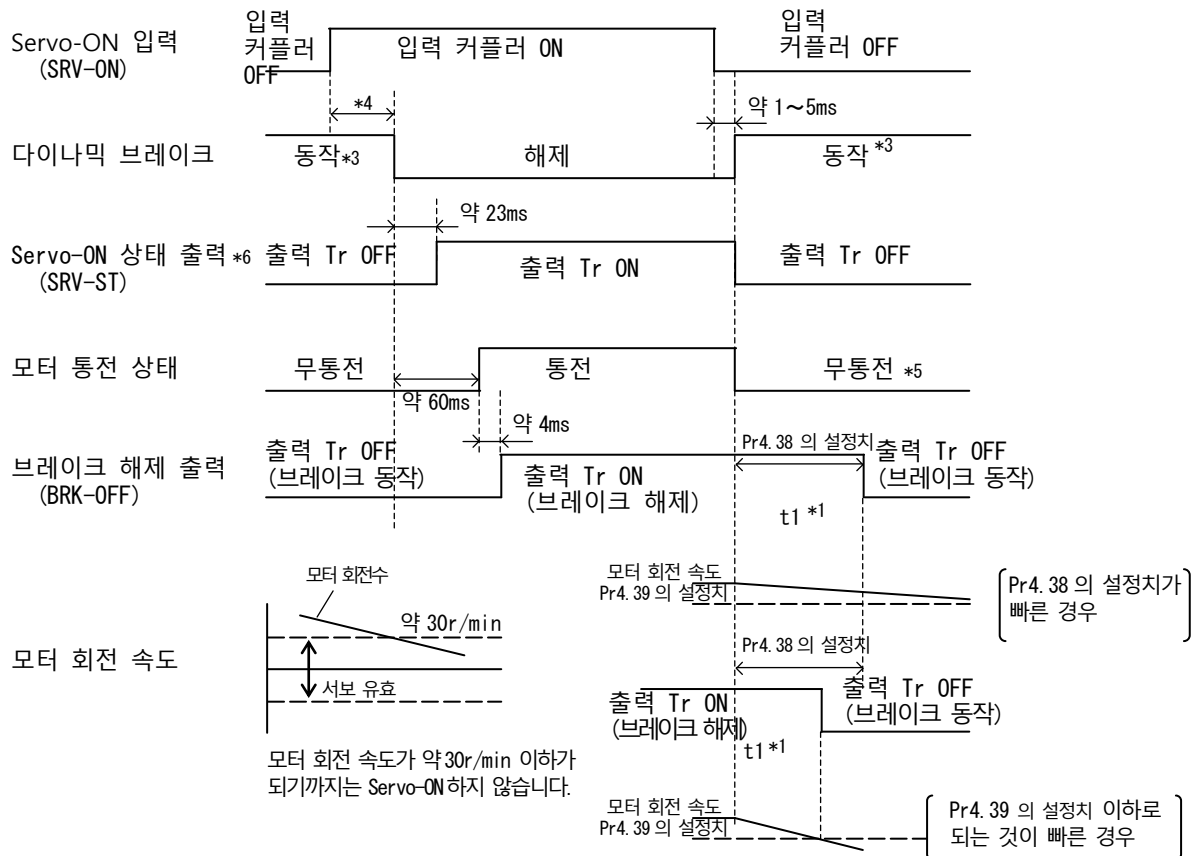 Servo-ON 입력
(SRV-ON)
입력
커플러
OFF
입력 커플러 ON
입력
커플러 OFF
*4
약 1~5ms
다이나믹 브레이크
동작*3
해제
동작 *3
약 23ms
Servo-ON 상태 출력*6
(SRV-ST)
출력 Tr OFF
출력 Tr ON
출력 Tr OFF
모터 통전 상태
무통전
통전
무통전 *5
약 60ms
약 4ms
브레이크 해제 출력
(BRK-OFF)
출력 Tr OFF
(브레이크 동작)
출력 Tr ON
(브레이크 해제)
Pr4.38 의 설정치
t1 *1
출력 Tr OFF
(브레이크 동작)
모터 회전 속도
모터 회전수
약 30r/min
서보 유효
모터 회전 속도가 약 30r/min 이하가
되기까지는 Servo-ON 하지 않습니다.
모터 회전 속도
Pr4.39 의 설정치
Pr4.38 의 설정치가
빠른 경우
Pr4.38 의 설정치
출력 Tr ON
(브레이크 해제)
t1 *1
출력 Tr OFF
(브레이크 동작)
모터 회전 속도
Pr4.39 의 설정치
Pr4.39 의 설정치 이하로
되는 것이 빠른 경우